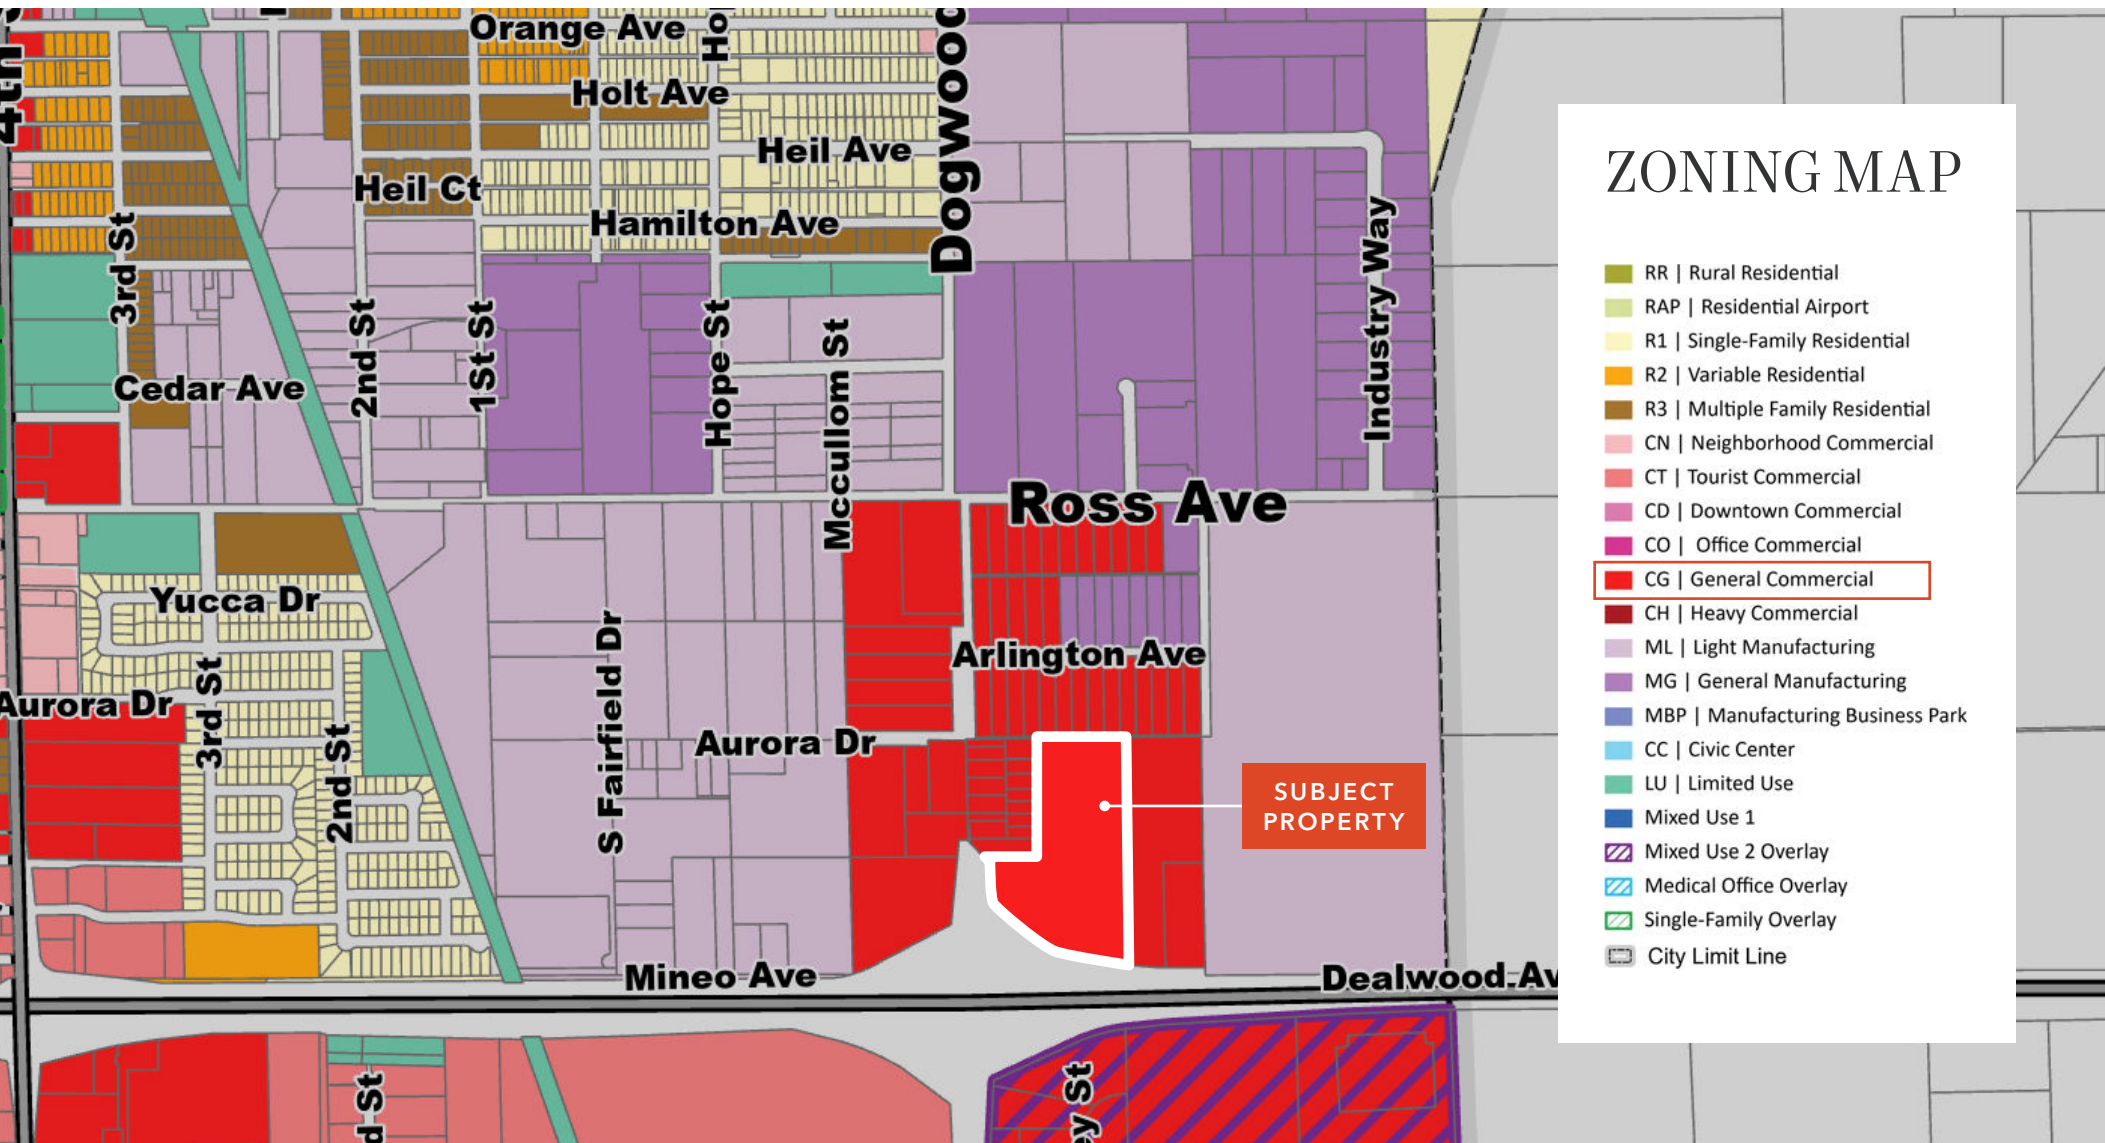 Orange Ave
Ho
Dogwood
4th S
Holt Ave
Heil Ave
Heil Ct
Hamilton Ave
3rd St
2nd St
1St St
Hope St
Mccullom St
Industry Way
Cedar Ave
Ross Ave
Yucca Dr
Arlington Ave
S Fairfield Dr
Aurora Dr
3rd St
2nd St
Aurora Dr
SUBJECT
PROPERTY
Mineo Ave
Dealwood Av
d St
ey St
ZONING MAP
RR | Rural Residential
RAP | Residential Airport
R1 | Single-Family Residential
R2 | Variable Residential
R3 | Multiple Family Residential
CN | Neighborhood Commercial
CT | Tourist Commercial
CD | Downtown Commercial
CO | Office Commercial
CG | General Commercial
CH | Heavy Commercial
ML | Light Manufacturing
MG | General Manufacturing
MBP | Manufacturing Business Park
CC | Civic Center
LU | Limited Use
Mixed Use 1
Mixed Use 2 Overlay
Medical Office Overlay
Single-Family Overlay
City Limit Line